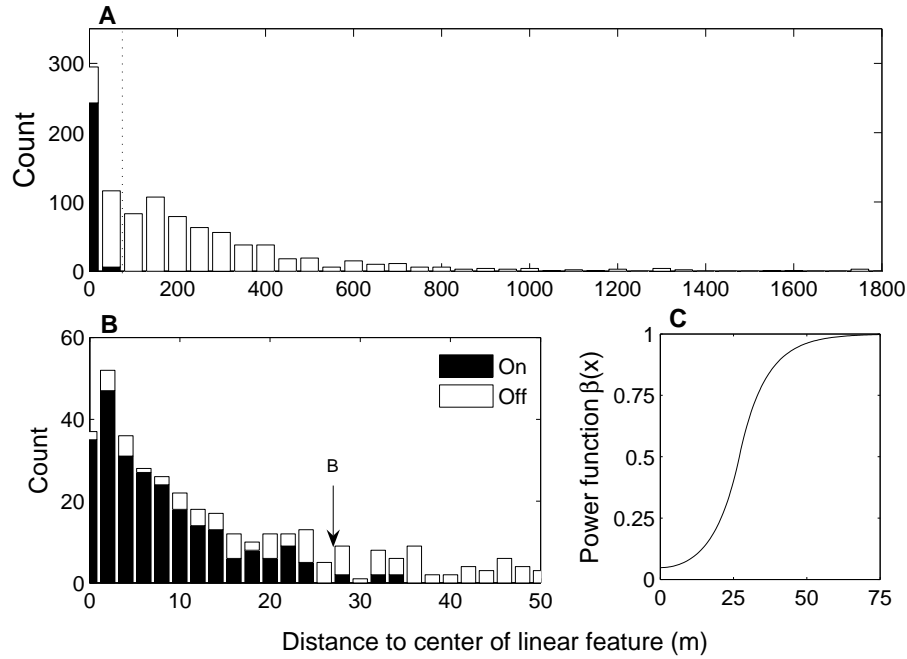 A
Count
300
200
100
0
0 200 400 600 800 1000 1200 1400 1600 1800
B
Count
60
40
20
0
0 10 20 30 40 50
On
Off
B
C
Power function β(x)
1
0.75
0.5
0.25
0
0 25 50 75
Distance to center of linear feature (m)